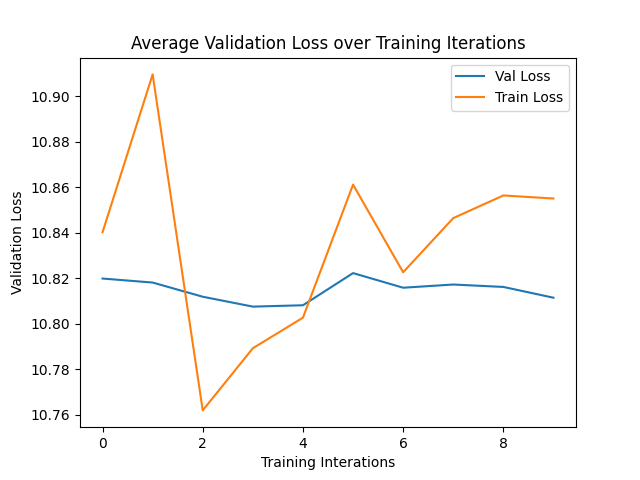 Average Validation Loss over Training Iterations
Val Loss
Train Loss
10.90
10.88
10.86
10.84
10.82
10.80
10.78
10.76
Validation Loss
0 2 4 6 8
Training Interations